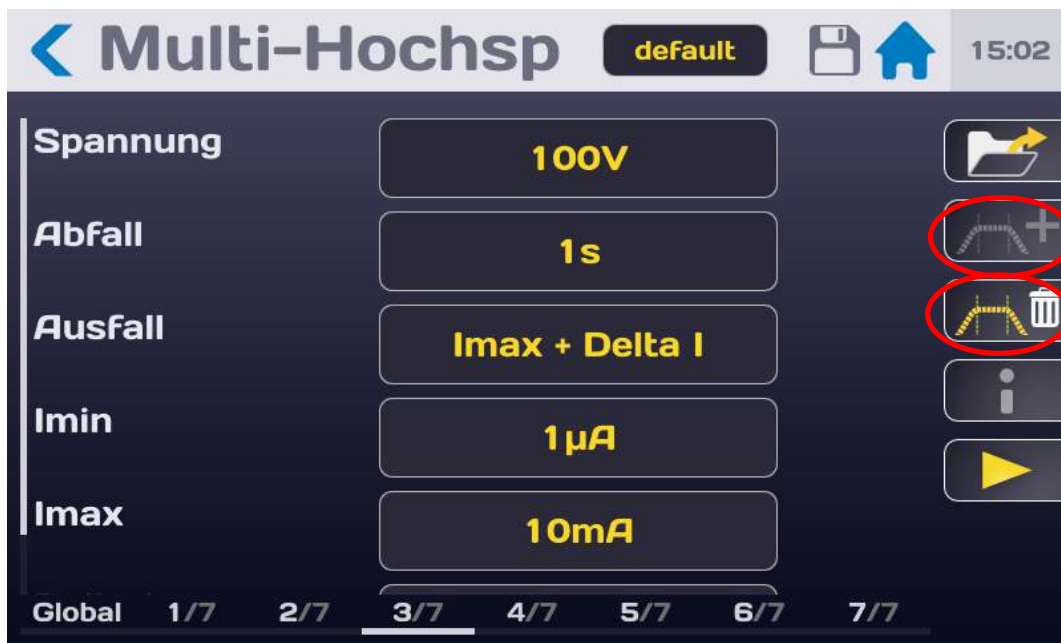 Multi-Hochsp default 15:02
Spannung 100V
Abfall 1s
Ausfall Imax + Delta I
Imin 1µA
Imax 10mA
Global 1/7 2/7 3/7 4/7 5/7 6/7 7/7